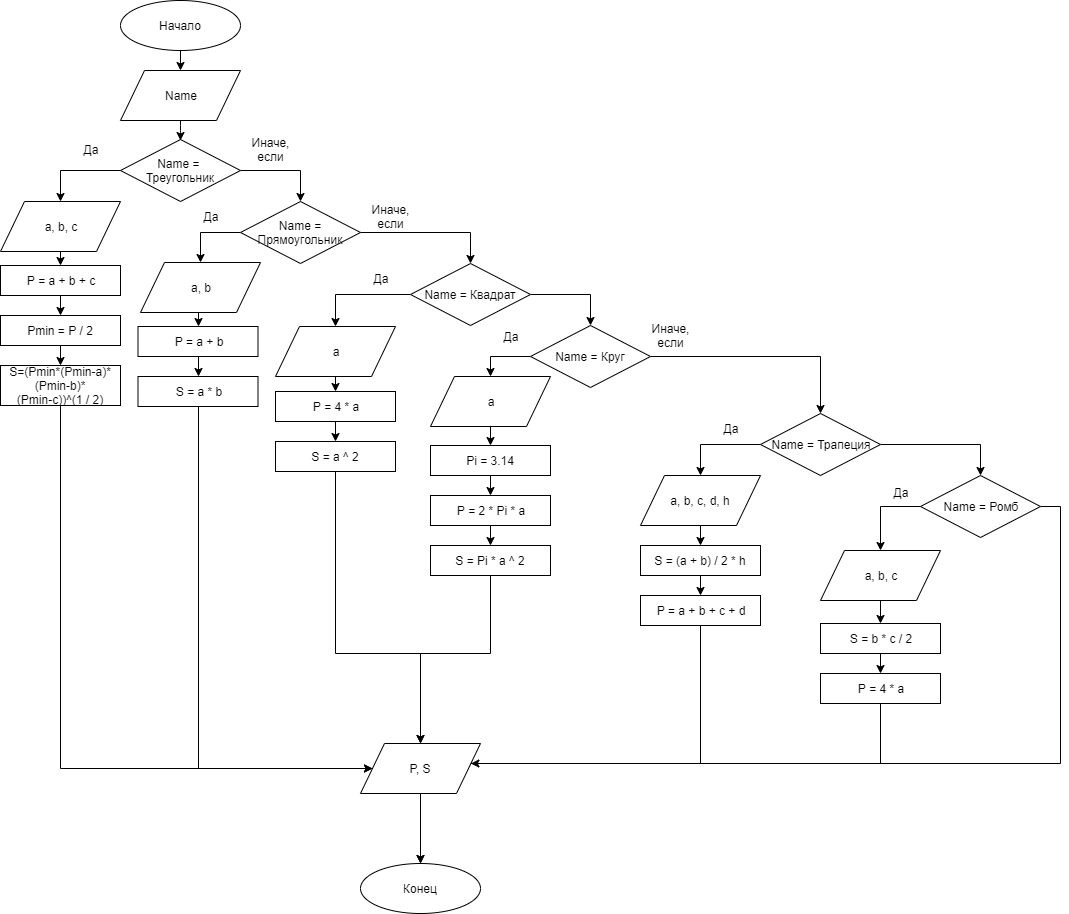 Начало
Name
Да
Name =
Треугольник
Иначе,
если
a, b, c
P = a + b + c
Pmin = P / 2
S=(Pmin*(Pmin-a)*
(Pmin-b)*
(Pmin-c))^(1 / 2)
Да
Name =
Прямоугольник
Иначе,
если
a, b
P = a + b
S = a * b
Да
Name = Квадрат
a
P = 4 * a
S = a ^ 2
Да
Name = Круг
Иначе,
если
a
Pi = 3.14
P = 2 * Pi * a
S = Pi * a ^ 2
Да
Name = Трапеция
a, b, c, d, h
S = (a + b) / 2 * h
P = a + b + c + d
Да
Name = Ромб
a, b, c
S = b * c / 2
P = 4 * a
P, S
Конец